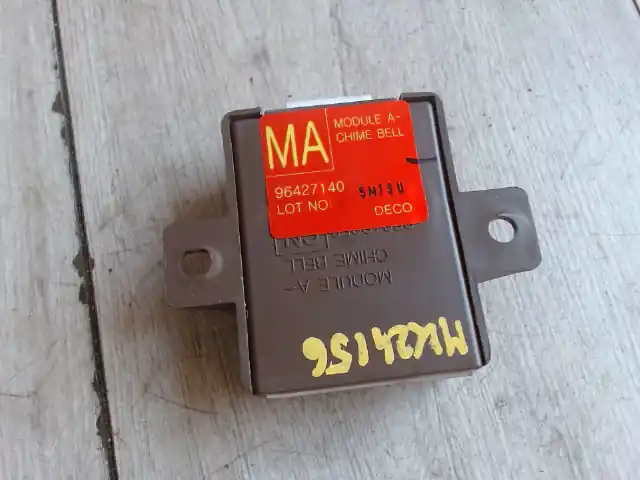 MA
MODULE A-
CHIME BELL
96427140
5M19U
LOT NO:
DECO
MODULE A-
CHIME BELL
MK24156